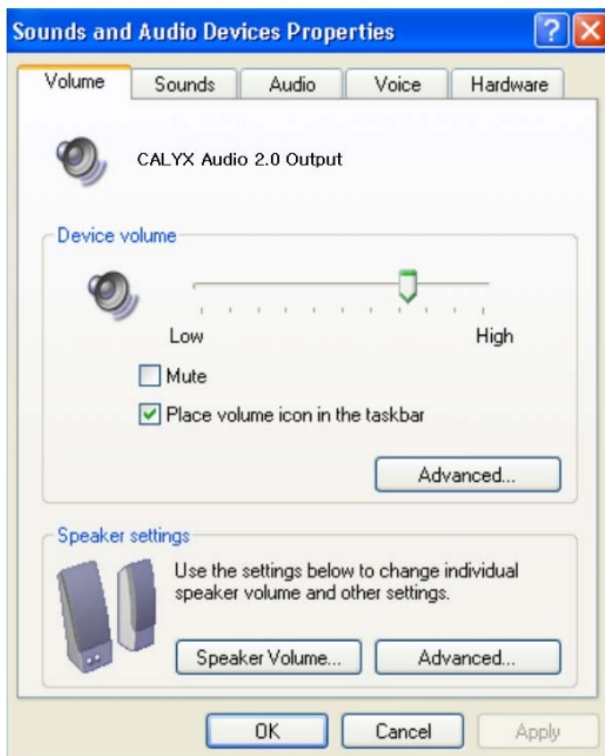 Sounds and Audio Devices Properties
Volume
Sounds
Audio
Voice
Hardware
CALYX Audio 2.0 Output
Device volume
Low
High
Mute
Place volume icon in the taskbar
Advanced...
Speaker settings
Use the settings below to change individual
speaker volume and other settings.
Speaker Volume...
Advanced...
OK
Cancel
Apply